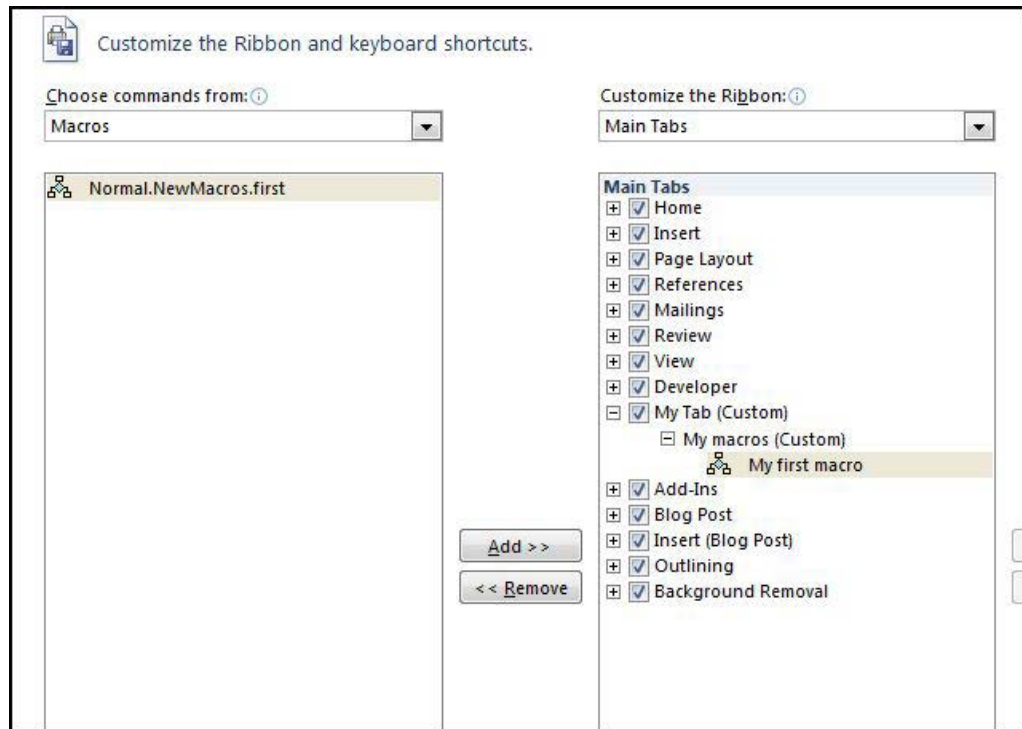 Customize the Ribbon and keyboard shortcuts.
Choose commands from:
Macros
Normal.NewMacros.first
Add >>
<< Remove
Customize the Ribbon:
Main Tabs
Main Tabs
Home
Insert
Page Layout
References
Mailings
Review
View
Developer
My Tab (Custom)
My macros (Custom)
My first macro
Add-Ins
Blog Post
Insert (Blog Post)
Outlining
Background Removal